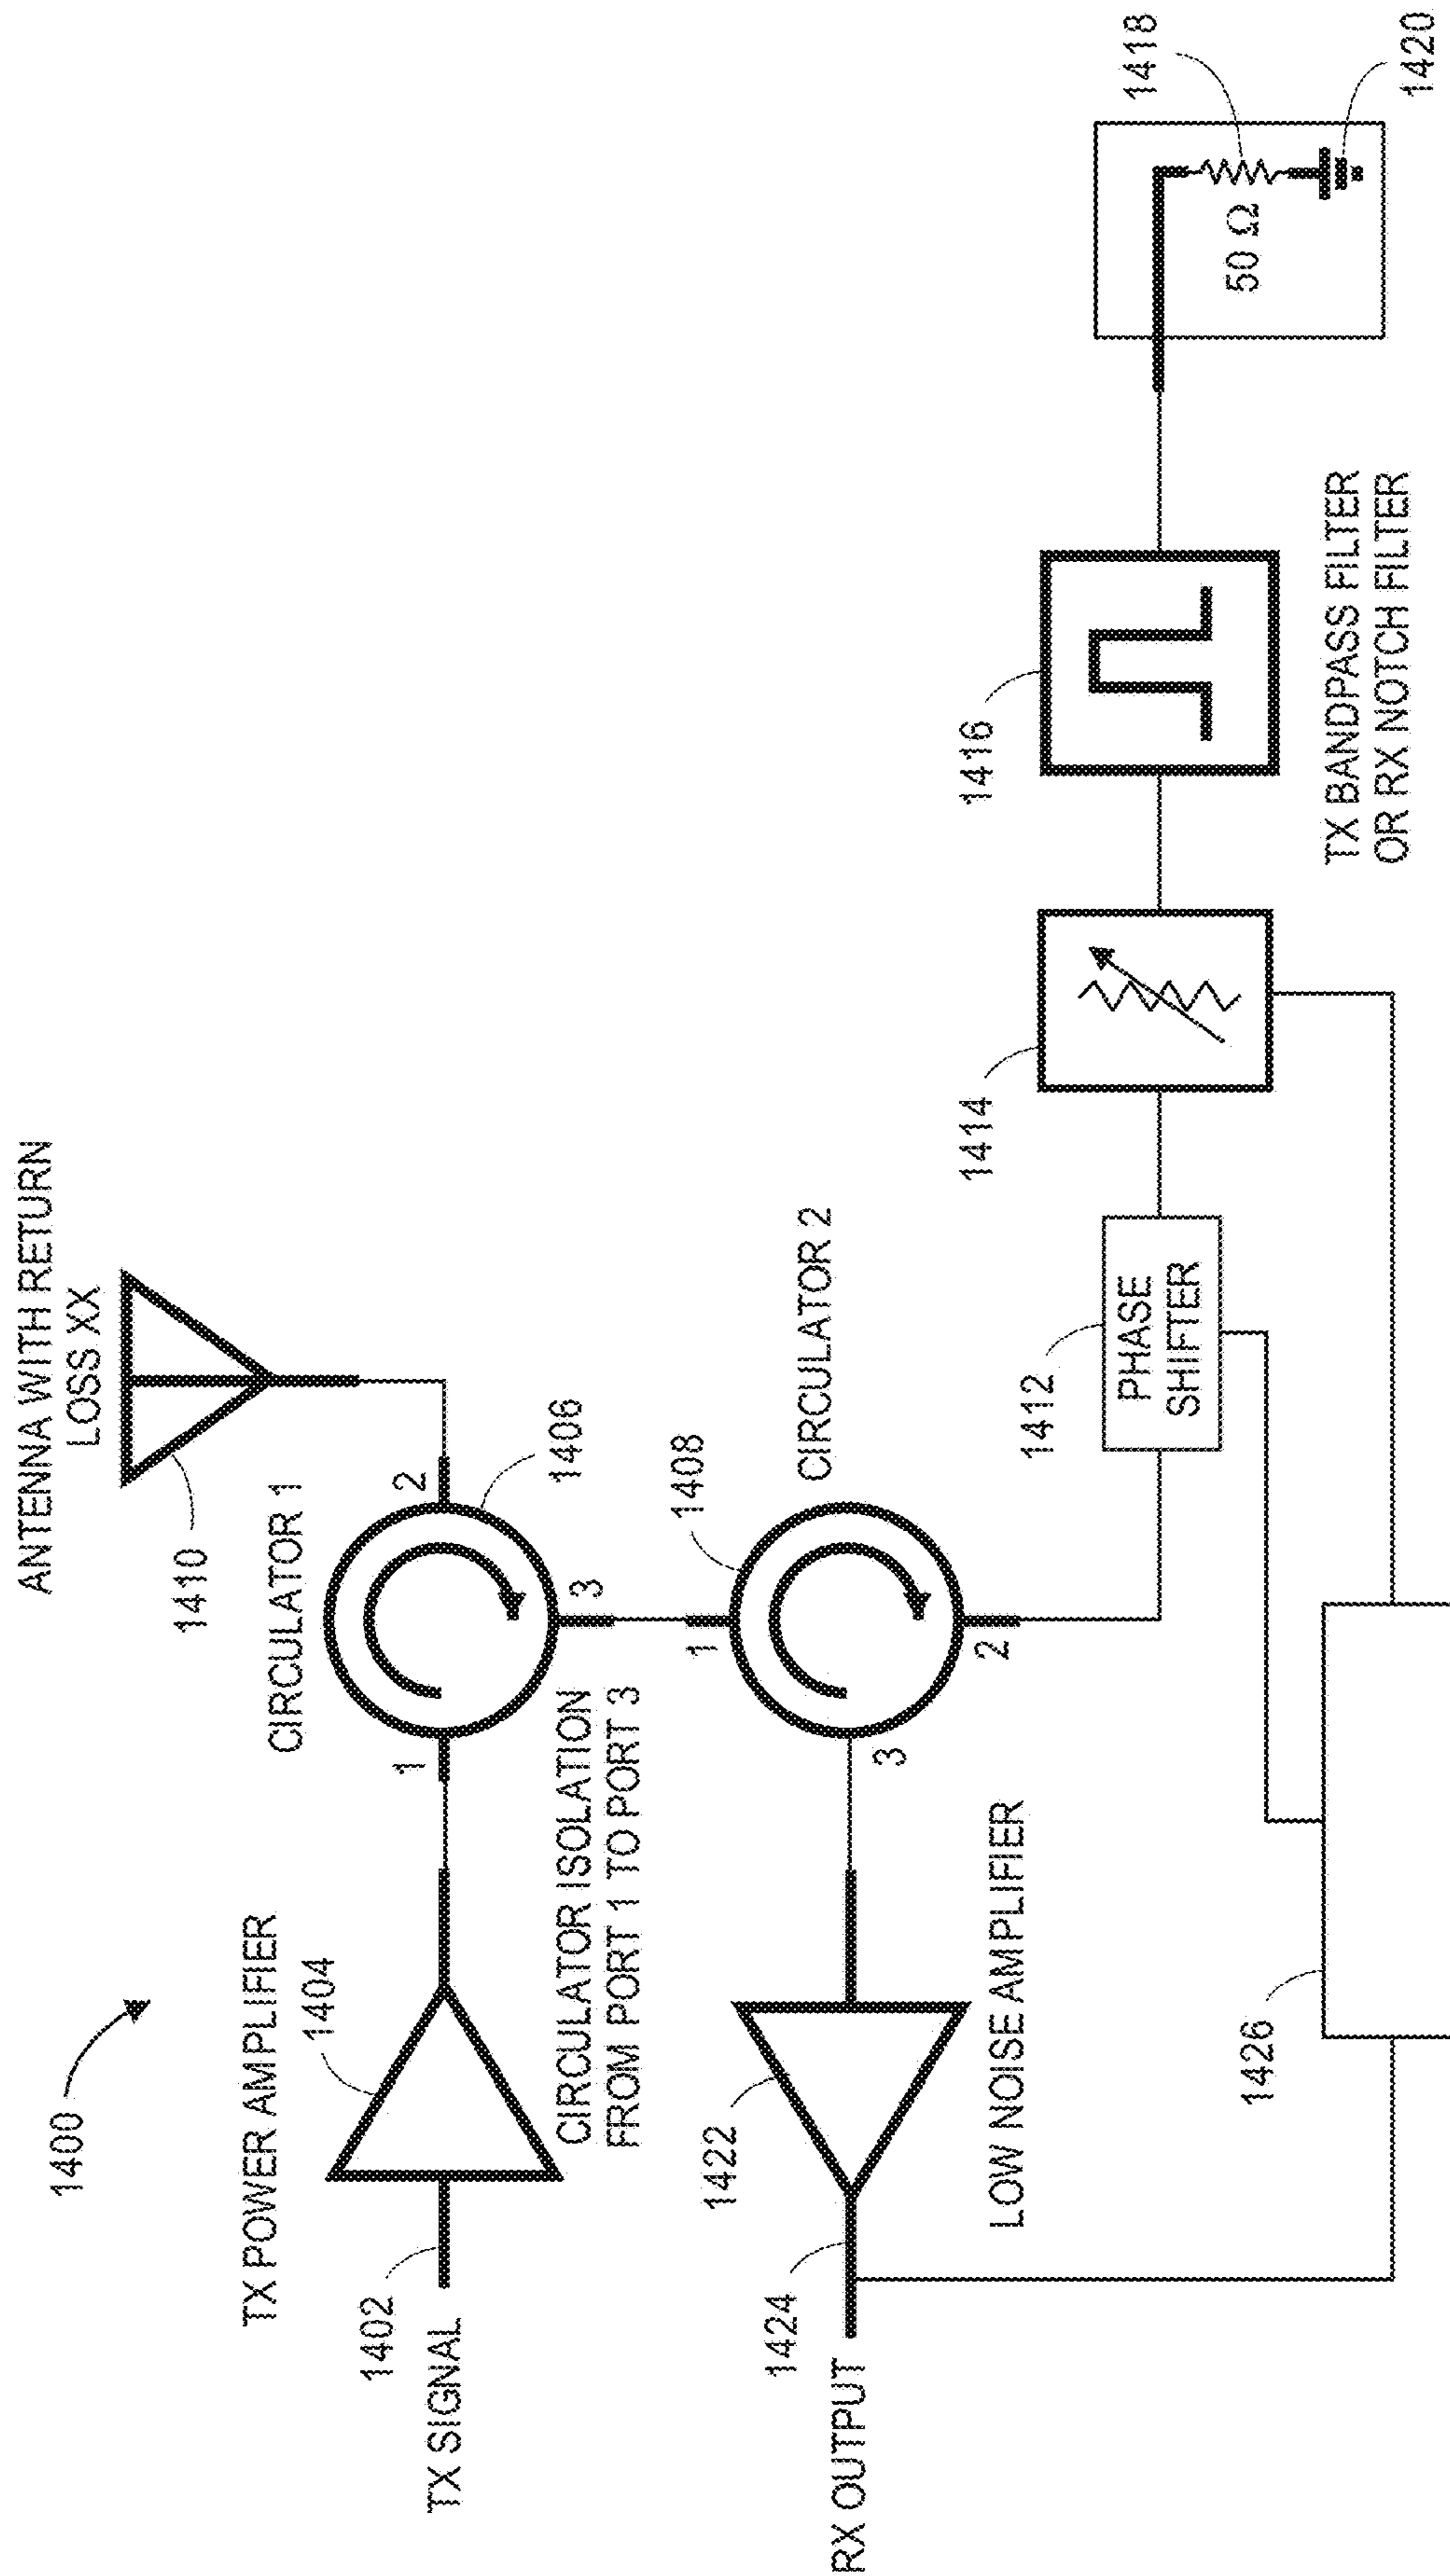 1400
ANTENNA WITH RETURN
LOSS XX
1410
TX POWER AMPLIFIER
1404
1402
TX SIGNAL
CIRCULATOR 1
1
2
3
1406
CIRCULATOR ISOLATION
FROM PORT 1 TO PORT 3
1408
CIRCULATOR 2
1
2
3
1422
LOW NOISE AMPLIFIER
1424
RX OUTPUT
1412
PHASE
SHIFTER
1414
1416
TX BANDPASS FILTER
OR RX NOTCH FILTER
50 Ω
1418
1420
1426